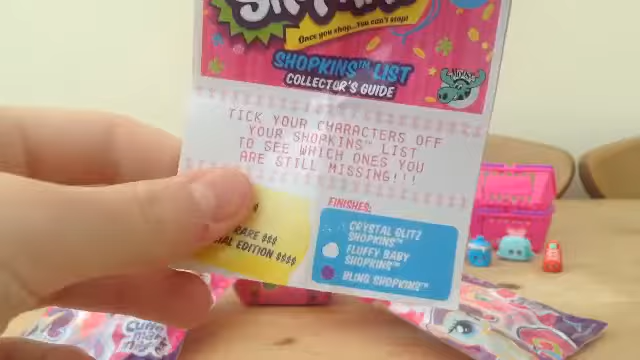 Once you shop...You can't stop!
SHOPKINS™ LIST
COLLECTOR'S GUIDE
TICK YOUR CHARACTERS OFF
YOUR SHOPKINS™ LIST
TO SEE WHICH ONES YOU
ARE STILL MISSING!!!
FINISHES:
CRYSTAL GLITZ
SHOPKINS™
FLUFFY BABY
SHOPKINS™
BLING SHOPKINS™
RARE $$$
EDITION $$$$